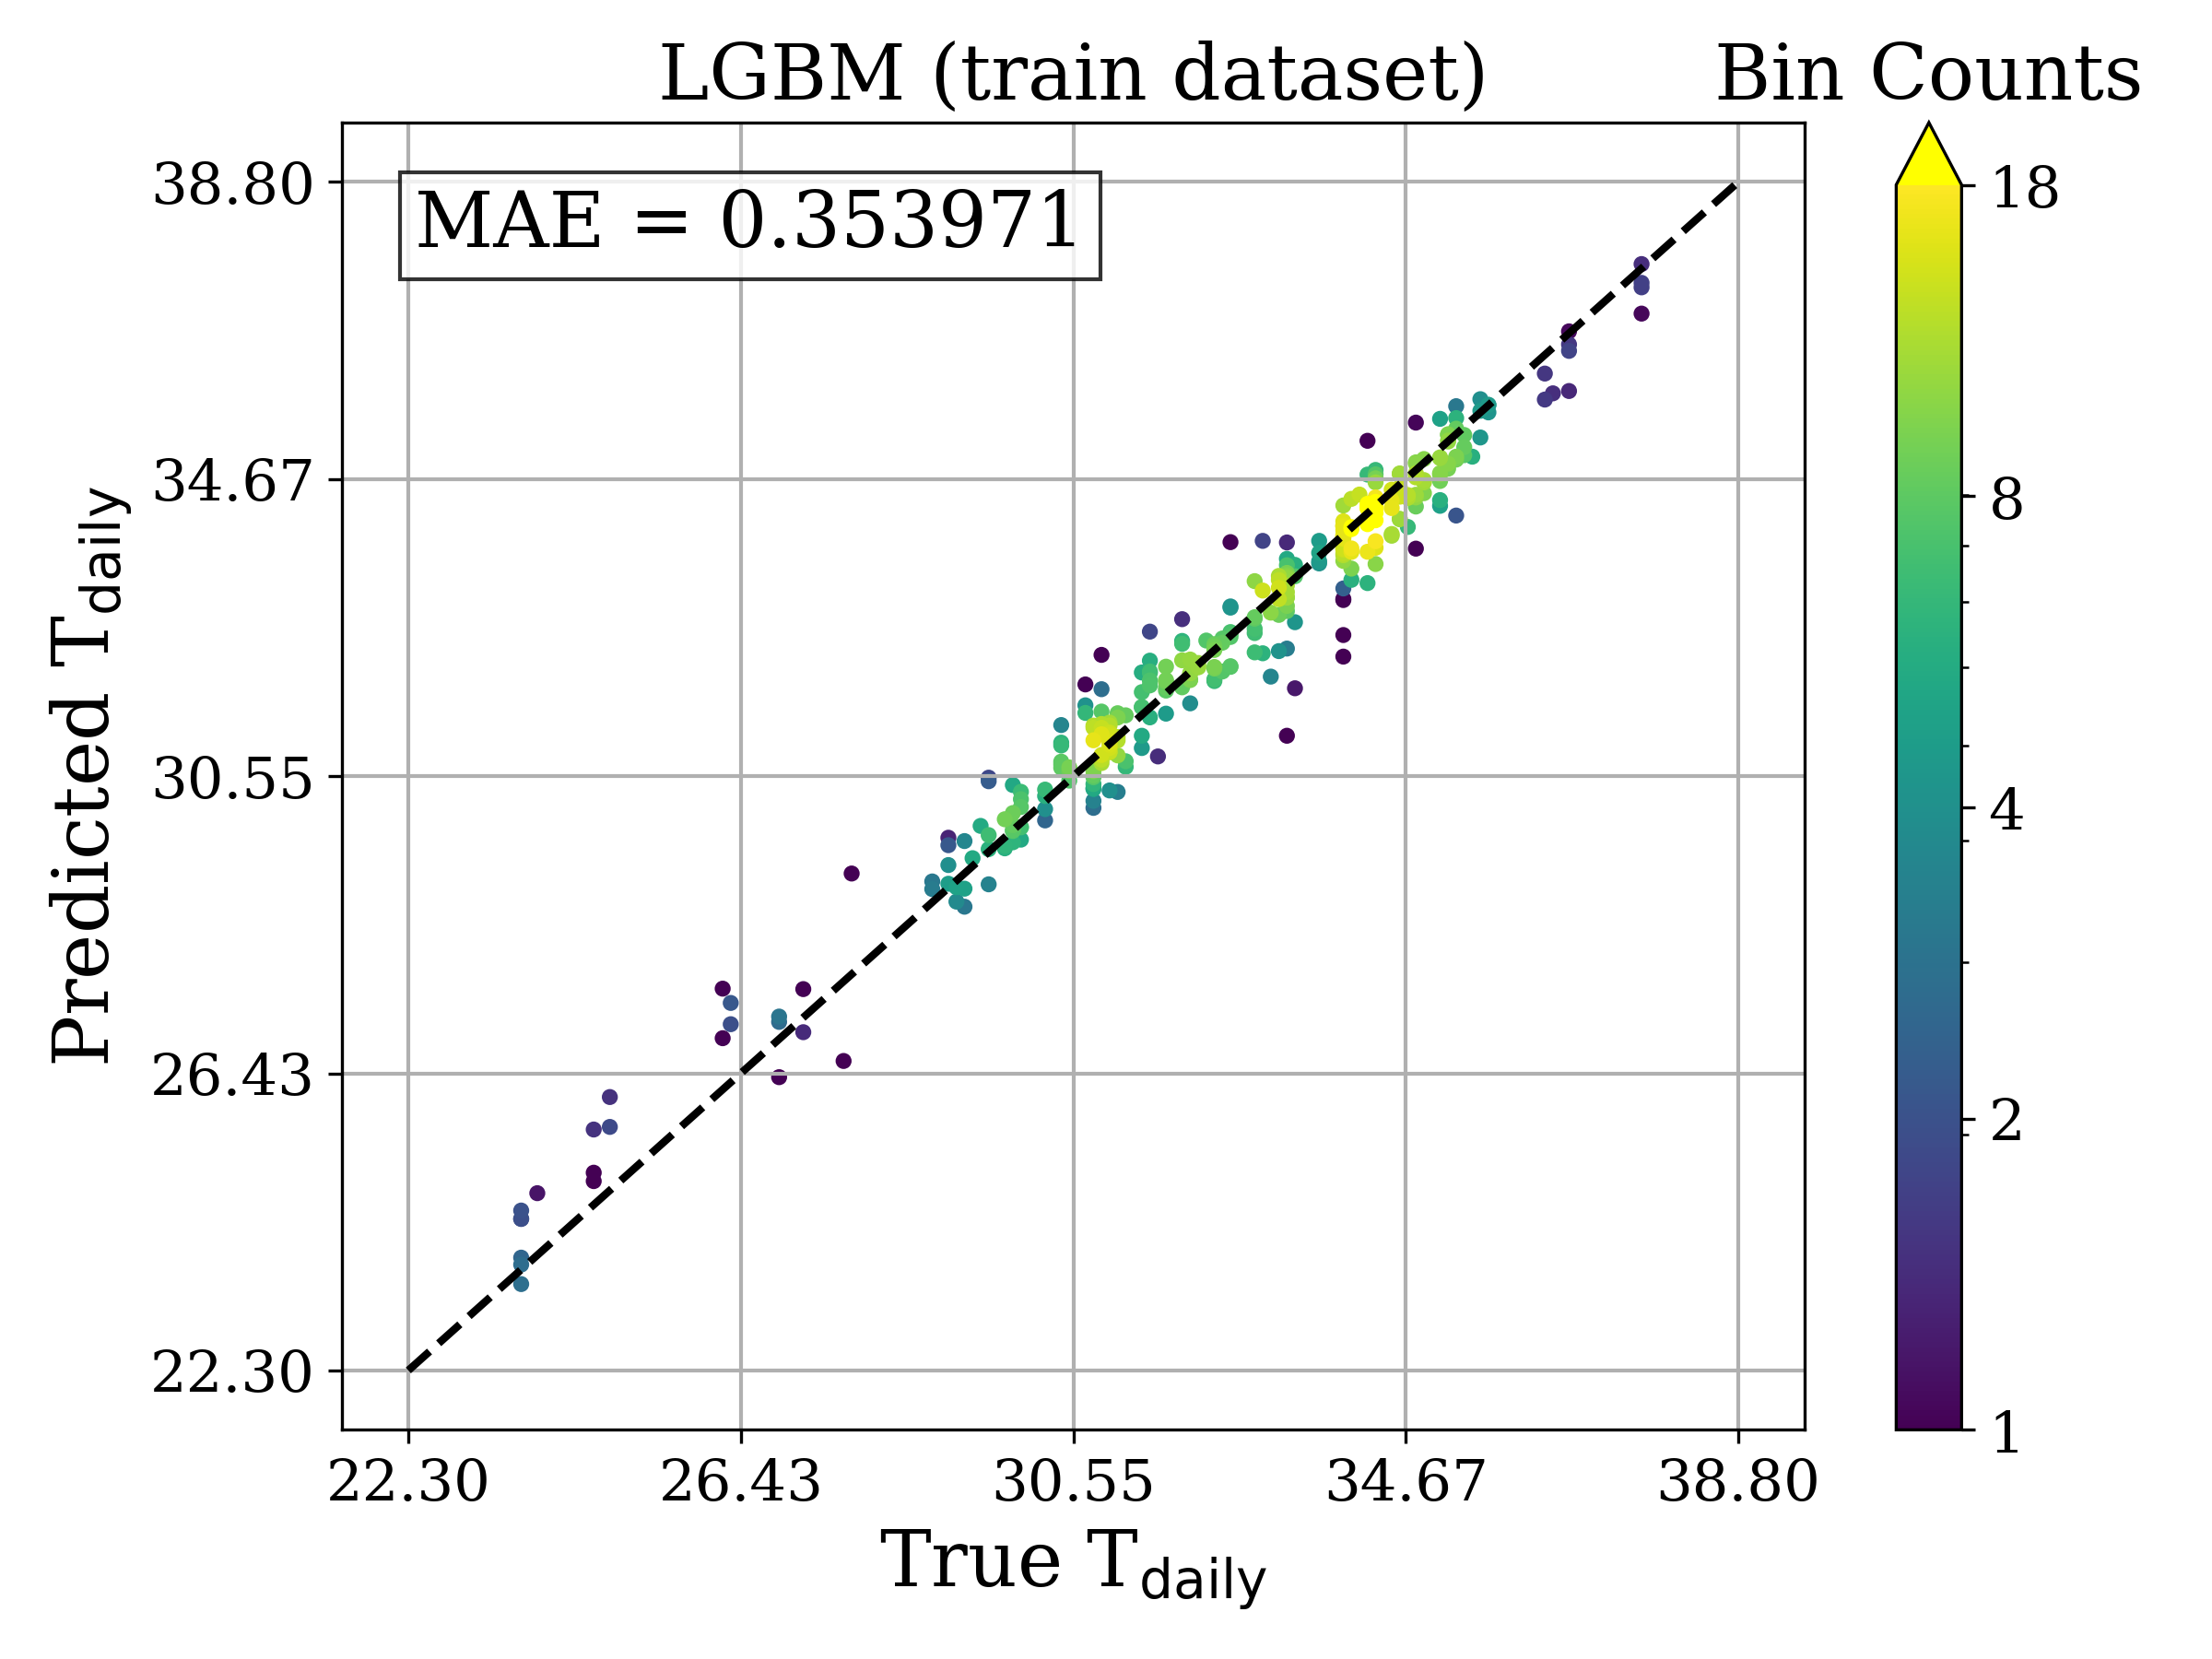 LGBM (train dataset)
Bin Counts
MAE = 0.353971
Predicted T_daily
38.80
34.67
30.55
26.43
22.30
22.30 26.43 30.55 34.67 38.80
True T_daily
18
8
4
2
1